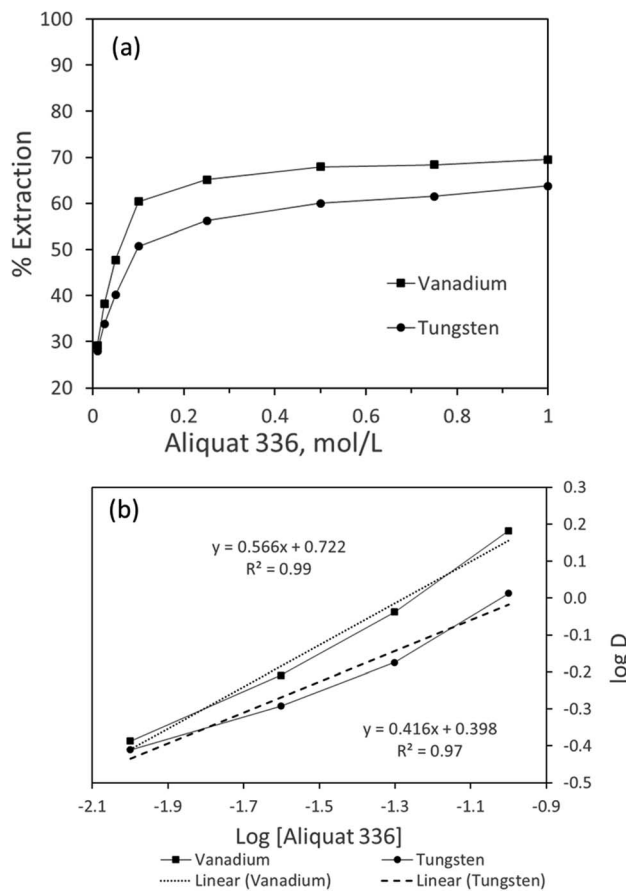 (a)
100
90
80
70
60
50
40
30
20
% Extraction
Vanadium
Tungsten
0 0.2 0.4 0.6 0.8 1
Aliquat 336, mol/L
(b)
0.3
0.2
0.1
0.0
-0.1
-0.2
-0.3
-0.4
-0.5
log D
y = 0.566x + 0.722
R² = 0.99
y = 0.416x + 0.398
R² = 0.97
-2.1 -1.9 -1.7 -1.5 -1.3 -1.1 -0.9
Log [Aliquat 336]
Vanadium Tungsten
Linear (Vanadium) Linear (Tungsten)